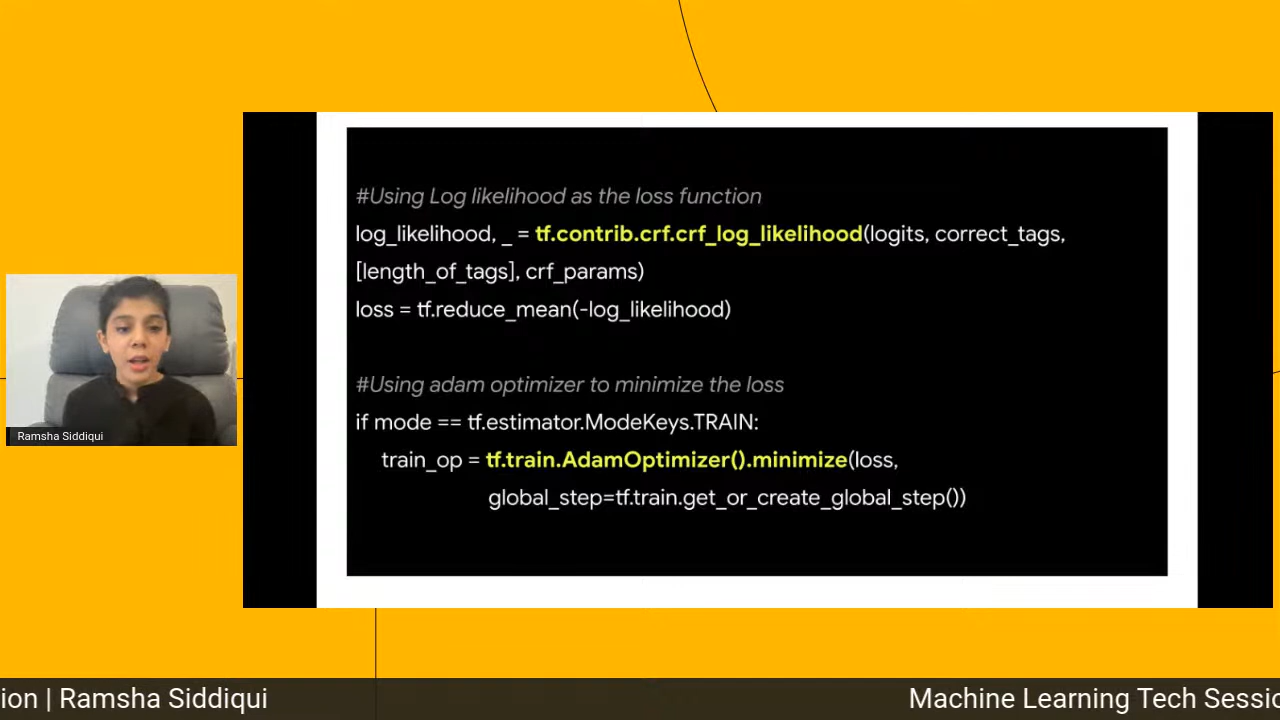 #Using Log likelihood as the loss function
log_likelihood, _ = tf.contrib.crf.crf_log_likelihood(logits, correct_tags,
[length_of_tags], crf_params)
loss = tf.reduce_mean(-log_likelihood)
#Using adam optimizer to minimize the loss
if mode == tf.estimator.ModeKeys.TRAIN:
train_op = tf.train.AdamOptimizer().minimize(loss,
global_step=tf.train.get_or_create_global_step())
Ramsha Siddiqui
ion | Ramsha Siddiqui
Machine Learning Tech Sessio